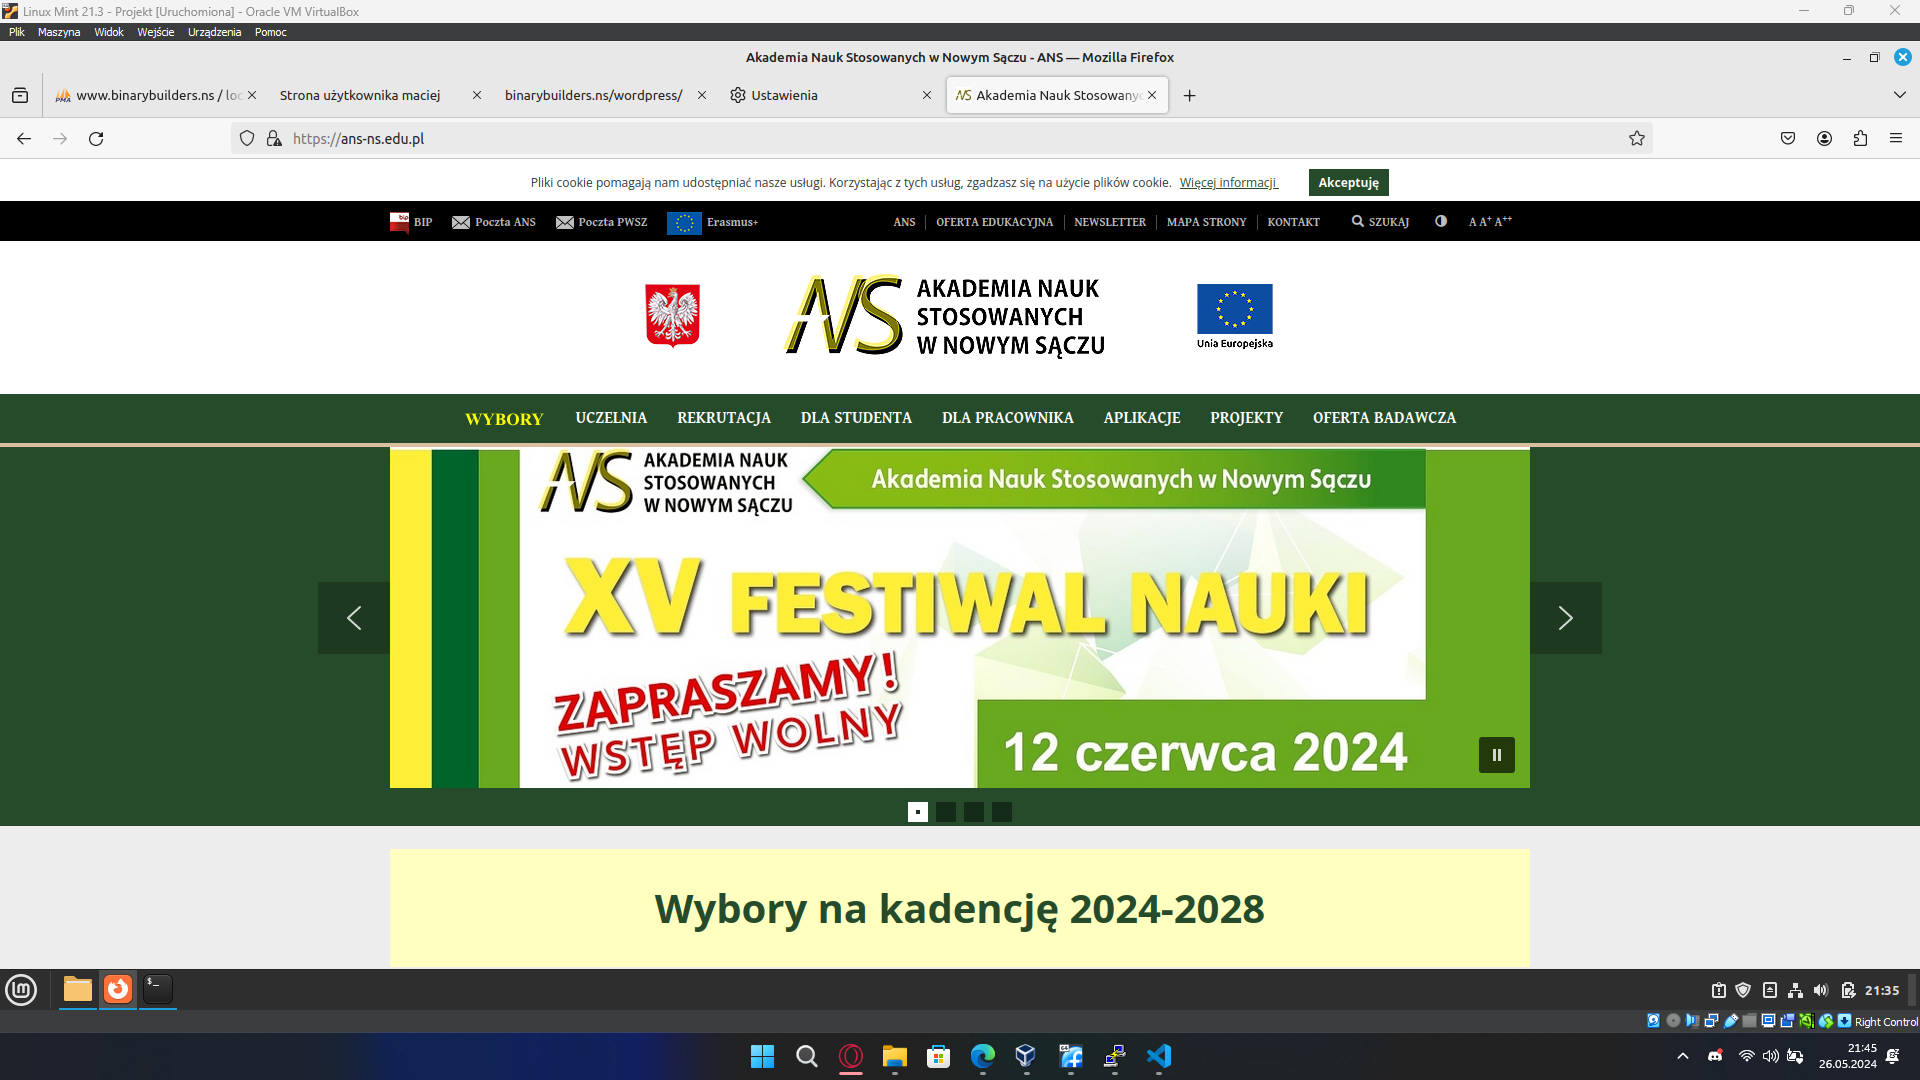 Linux Mint 21.3 - Projekt [Uruchomiona] - Oracle VM VirtualBox
Plik Maszyna Widok Wejście Urządzenia Pomoc
Akademia Nauk Stosowanych w Nowym Sączu - ANS — Mozilla Firefox
www.binarybuilders.ns / loc
Strona użytkownika maciej
binarybuilders.ns/wordpress/
Ustawienia
Akademia Nauk Stosowany
https://ans-ns.edu.pl
Pliki cookie pomagają nam udostępniać nasze usługi. Korzystając z tych usług, zgadzasz się na użycie plików cookie. Więcej informacji Akceptuję
BIP Poczta ANS Poczta PWSZ Erasmus+ ANS OFERTA EDUKACYJNA NEWSLETTER MAPA STRONY KONTAKT SZUKAJ A A+ A++
AKADEMIA NAUK
STOSOWANYCH
W NOWYM SĄCZU
Unia Europejska
WYBORY UCZELNIA REKRUTACJA DLA STUDENTA DLA PRACOWNIKA APLIKACJE PROJEKTY OFERTA BADAWCZA
AKADEMIA NAUK
STOSOWANYCH
W NOWYM SĄCZU
Akademia Nauk Stosowanych w Nowym Sączu
XV FESTIWAL NAUKI
ZAPRASZAMY!
WSTĘP WOLNY
12 czerwca 2024
Wybory na kadencję 2024-2028
21:35
Right Control
21:45
26.05.2024